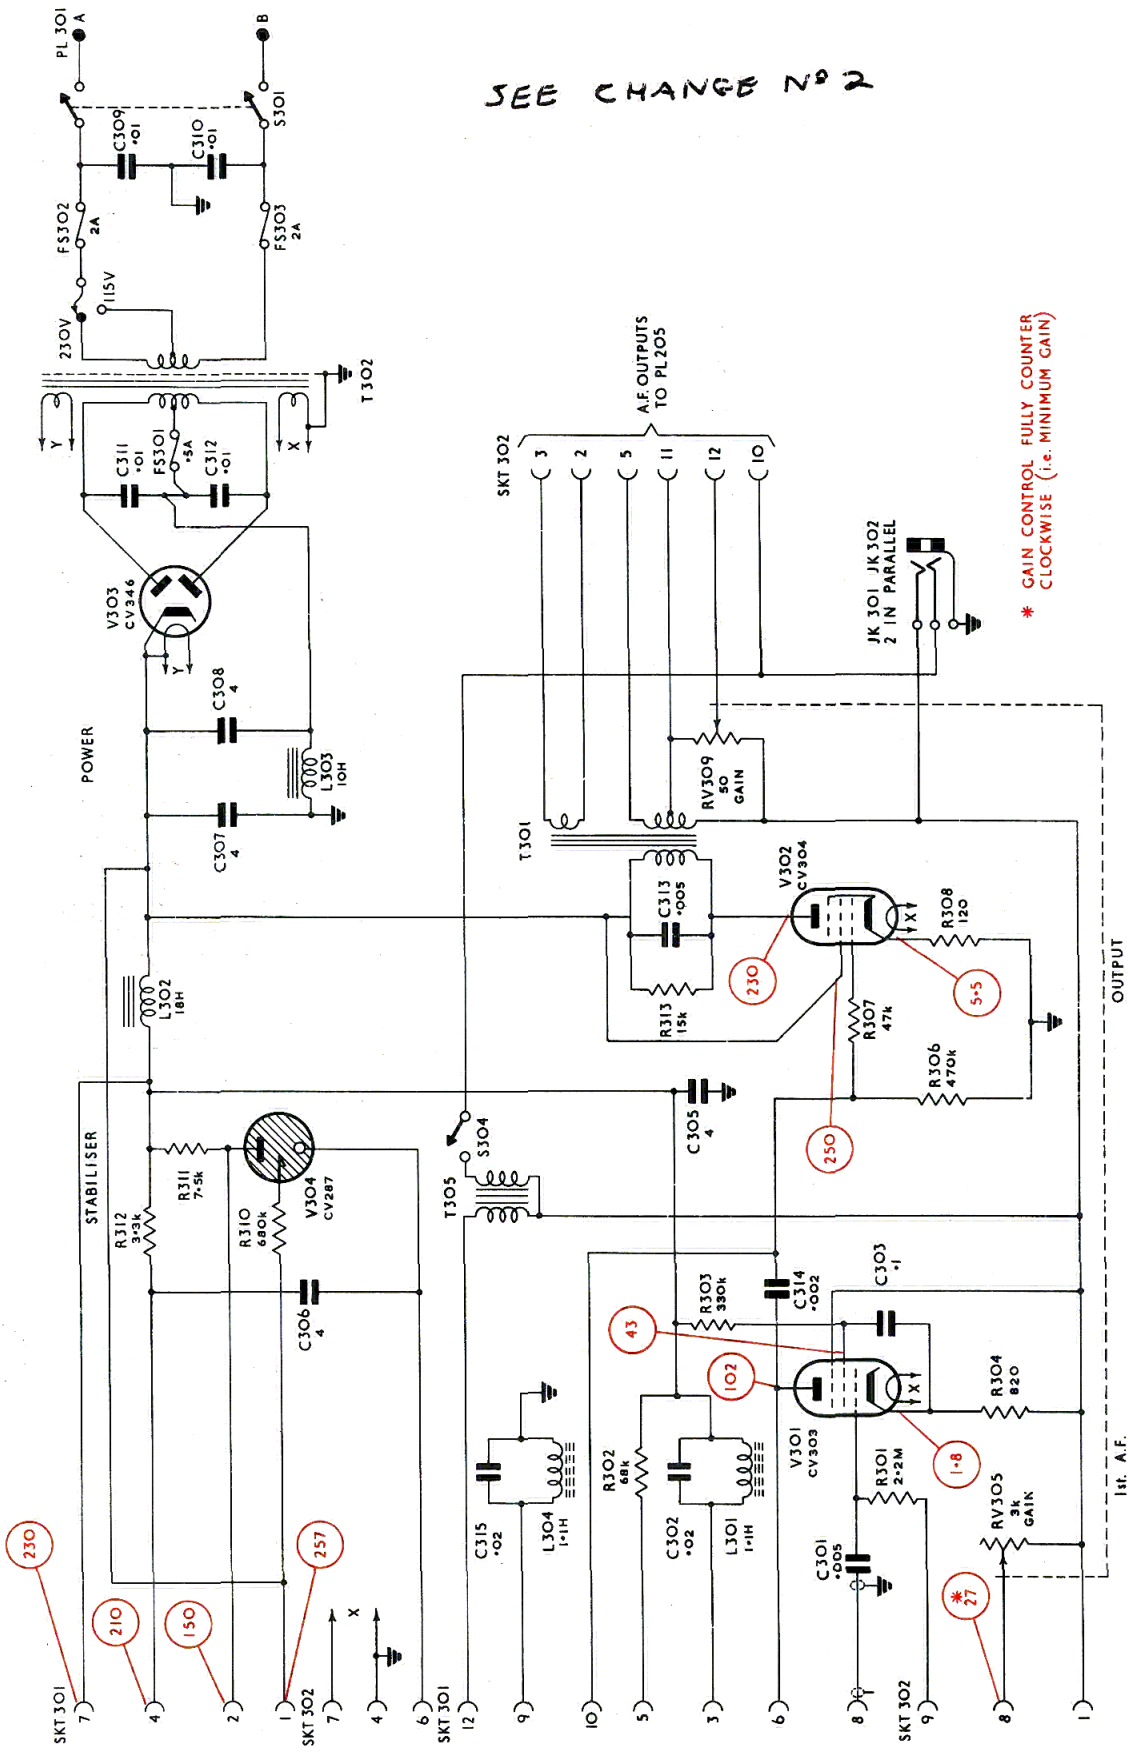 SEE CHANGE Nº 2
PL 301
A
B
S301
C309
·01
C310
·01
FS302
2A
FS303
2A
230V
115V
T302
Y
X
C311
·01
FS301
·5A
C312
·01
V303
CV346
Y
POWER
C308
4
C307
4
L303
10H
L302
18H
STABILISER
R312
3·3k
R311
7·5k
R310
680k
V304
CV287
C306
4
SKT 301
7
4
2
1
SKT 302
7
4
6
X
230
210
150
257
SKT 302
3
2
5
11
12
10
A.F. OUTPUTS
TO PL205
JK 301 JK 302
2 IN PARALLEL
* GAIN CONTROL FULLY COUNTER
CLOCKWISE (i.e. MINIMUM GAIN)
T301
RV309
50
GAIN
C313
·005
R313
15k
V302
CV304
X
R308
120
R307
47k
R306
470k
230
5·5
250
OUTPUT
C305
4
S304
T305
R303
330k
C314
·002
C303
·1
43
102
V301
CV303
X
R304
820
1·8
R301
2·2M
RV305
3k
GAIN
R302
68k
C315
·02
L304
1·1H
C302
·02
L301
1·1H
C301
·005
*
27
1st. A.F.
SKT 301
12
9
10
5
3
6
8
SKT 302
9
8
1